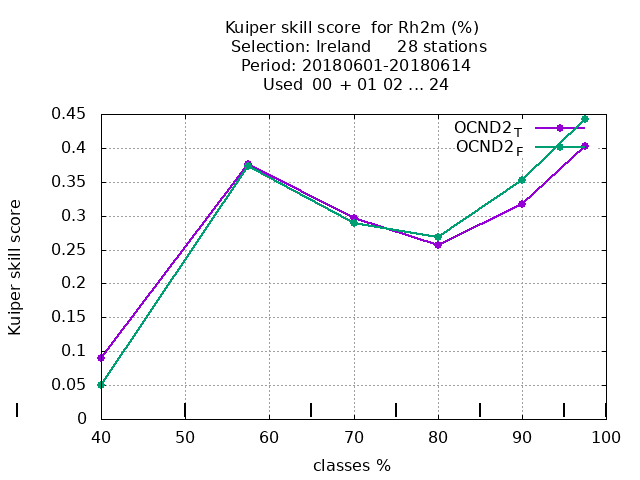 Kuiper skill score  for Rh2m (%)
Selection: Ireland     28 stations
Period: 20180601-20180614
Used  00 + 01 02 ... 24
OCND2T
OCND2F
0.45
0.4
0.35
0.3
0.25
0.2
0.15
0.1
0.05
0
Kuiper skill score
40 50 60 70 80 90 100
classes %